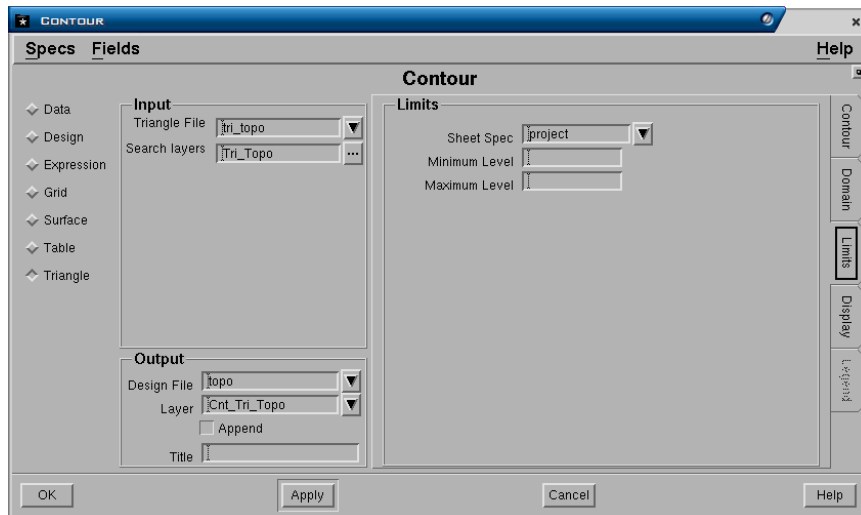 CONTOUR
Specs Fields Help
Contour
Data
Design
Expression
Grid
Surface
Table
Triangle
Input
Triangle File tri_topo
Search layers Tri_Topo ...
Output
Design File topo
Layer Cnt_Tri_Topo
Append
Title
Limits
Sheet Spec project
Minimum Level
Maximum Level
Contour
Domain
Limits
Display
Legend
OK Apply Cancel Help